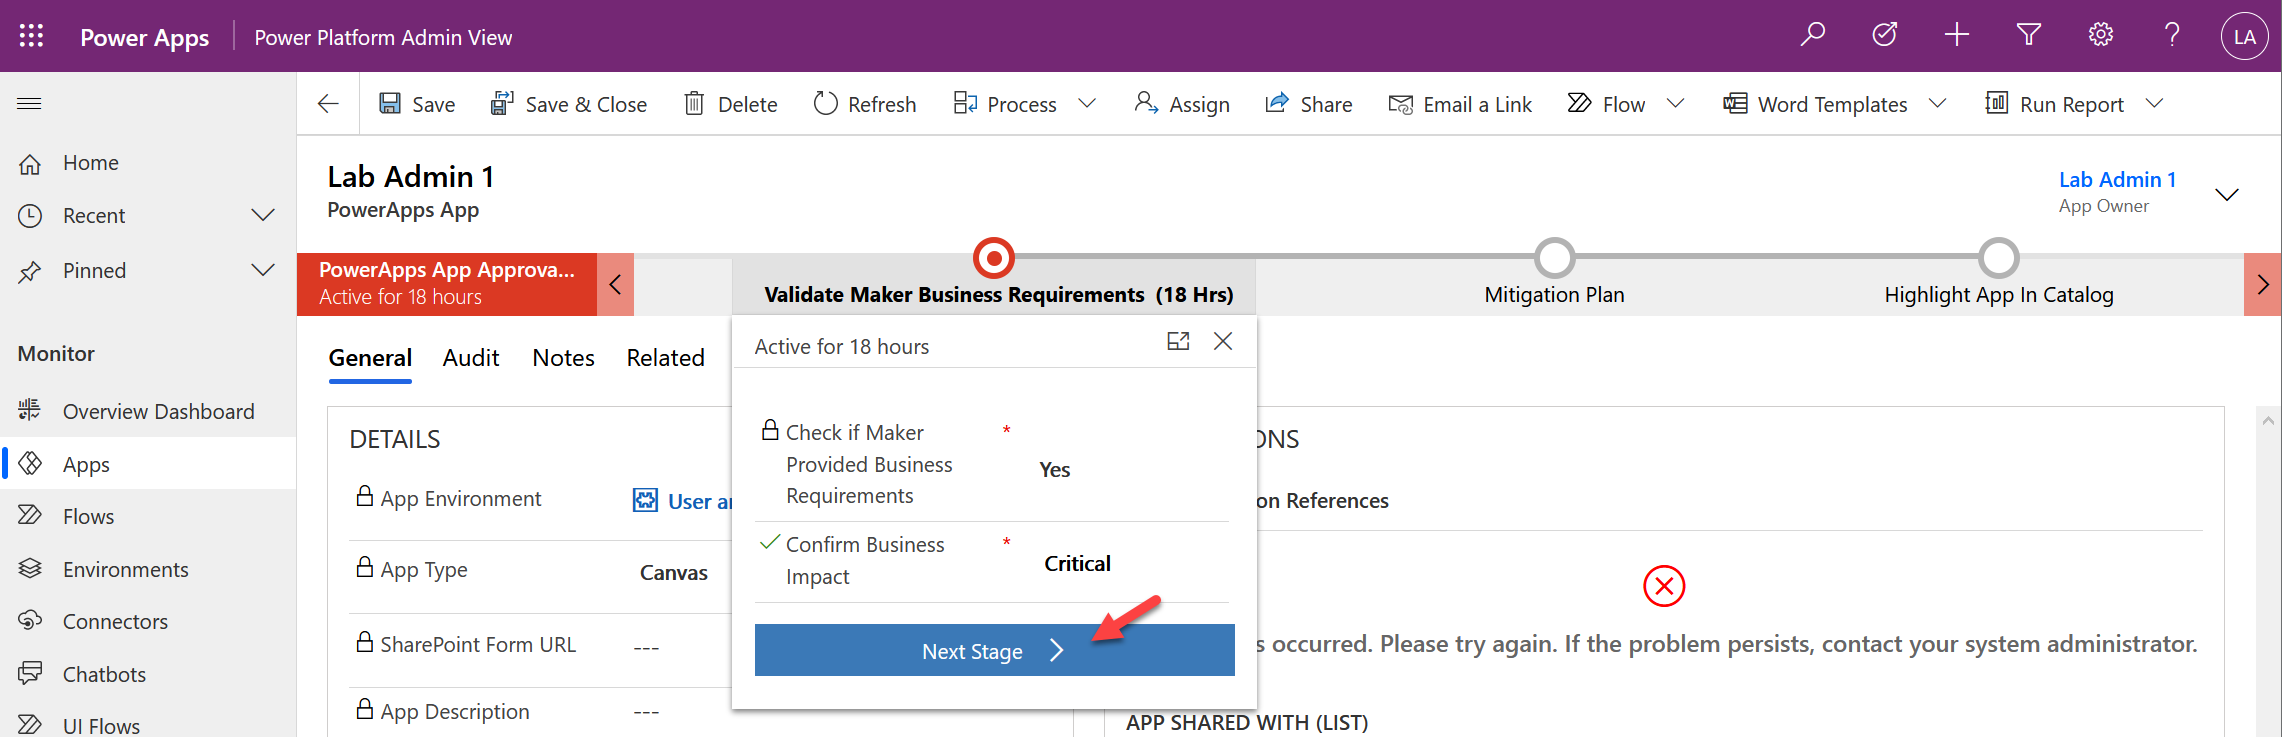 Power Apps
Power Platform Admin View
LA
Save
Save & Close
Delete
Refresh
Process
Assign
Share
Email a Link
Flow
Word Templates
Run Report
Home
Recent
Pinned
Monitor
Overview Dashboard
Apps
Flows
Environments
Connectors
Chatbots
UI Flows
Lab Admin 1
PowerApps App
Lab Admin 1
App Owner
PowerApps App Approva...
Active for 18 hours
Validate Maker Business Requirements (18 Hrs)
Mitigation Plan
Highlight App In Catalog
General
Audit
Notes
Related
DETAILS
App Environment
User a
App Type
Canvas
SharePoint Form URL
---
App Description
---
Active for 18 hours
Check if Maker
Provided Business
Requirements
*
Yes
Confirm Business
Impact
*
Critical
Next Stage
ONS
on References
s occurred. Please try again. If the problem persists, contact your system administrator.
APP SHARED WITH (LIST)